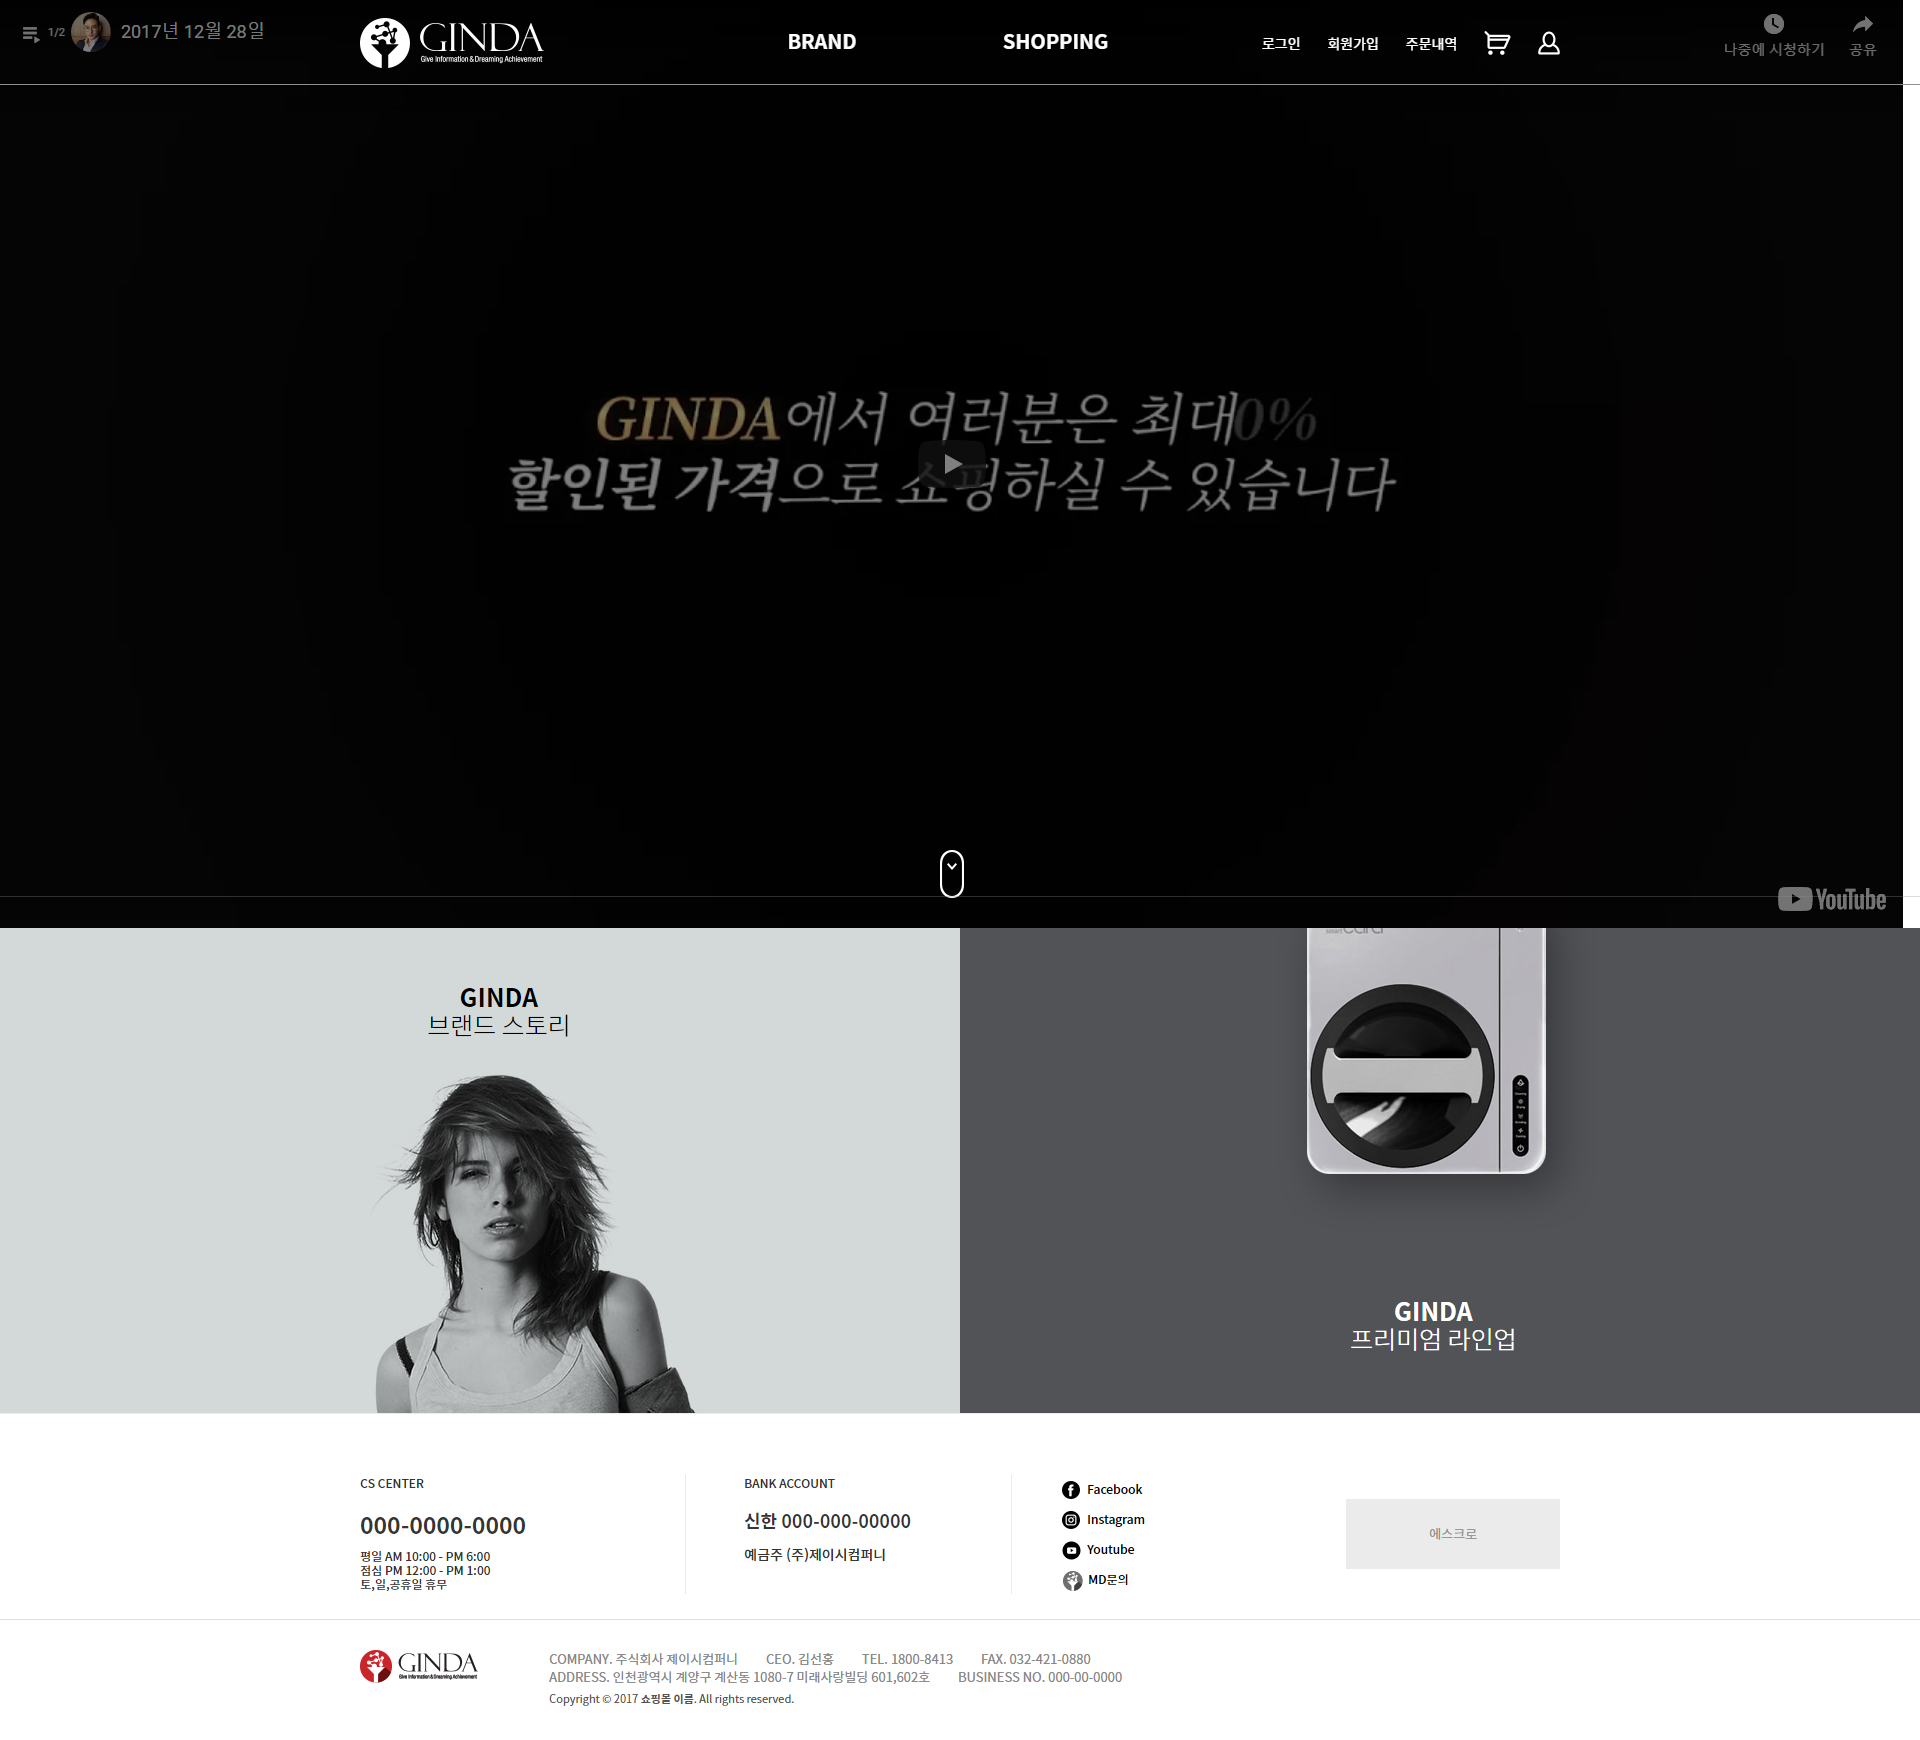 1/2
2017년 12월 28일
GINDA
Give Information & Dreaming Achievement
BRAND
SHOPPING
로그인
회원가입
주문내역
나중에 시청하기
공유
GINDA에서 여러분은 최대0%
할인된 가격으로 쇼핑하실 수 있습니다
YouTube
GINDA
브랜드 스토리
GINDA
프리미엄 라인업
CS CENTER
000-0000-0000
평일 AM 10:00 - PM 6:00
점심 PM 12:00 - PM 1:00
토,일,공휴일 휴무
BANK ACCOUNT
신한 000-000-00000
예금주 (주)제이시컴퍼니
Facebook
Instagram
Youtube
MD문의
에스크로
GINDA
Give Information & Dreaming Achievement
COMPANY. 주식회사 제이시컴퍼니 CEO. 김선홍 TEL. 1800-8413 FAX. 032-421-0880
ADDRESS. 인천광역시 계양구 계산동 1080-7 미래사랑빌딩 601,602호 BUSINESS NO. 000-00-0000
Copyright © 2017 쇼핑몰 이름. All rights reserved.